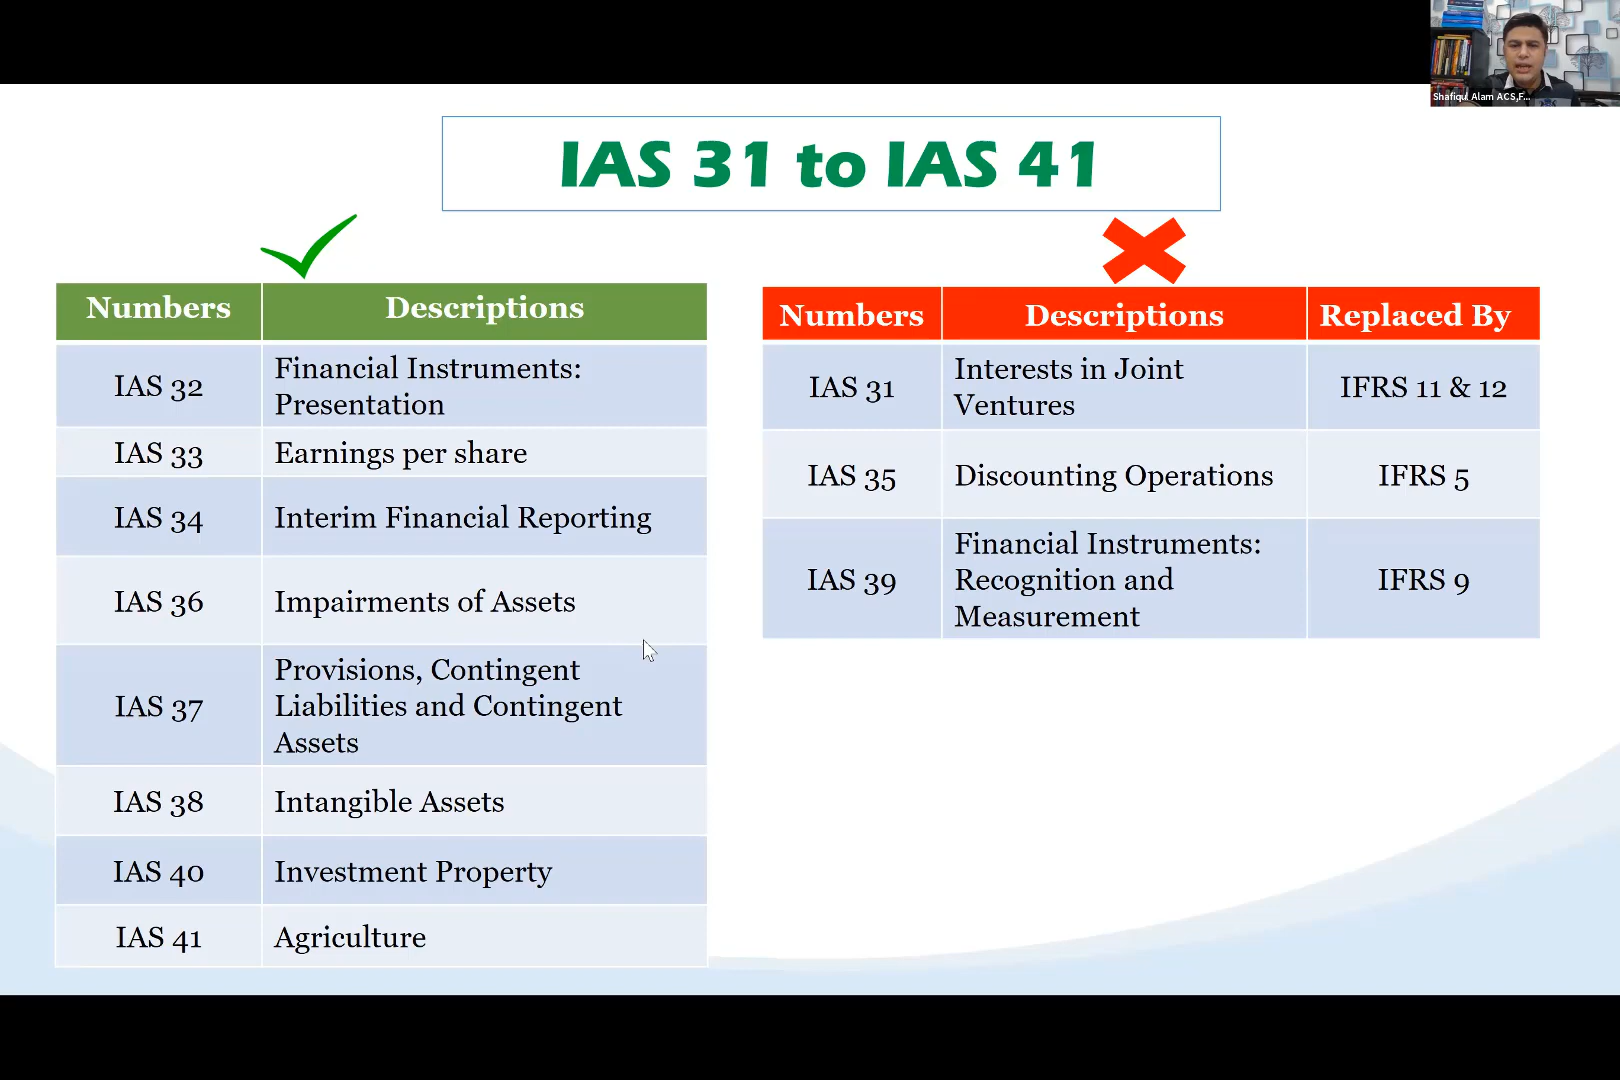 Shafiqul Alam ACS,F...
IAS 31 to IAS 41
Numbers
Descriptions
IAS 32
Financial Instruments:
Presentation
IAS 33
Earnings per share
IAS 34
Interim Financial Reporting
IAS 36
Impairments of Assets
IAS 37
Provisions, Contingent
Liabilities and Contingent
Assets
IAS 38
Intangible Assets
IAS 40
Investment Property
IAS 41
Agriculture
Numbers
Descriptions
Replaced By
IAS 31
Interests in Joint
Ventures
IFRS 11 & 12
IAS 35
Discounting Operations
IFRS 5
IAS 39
Financial Instruments:
Recognition and
Measurement
IFRS 9